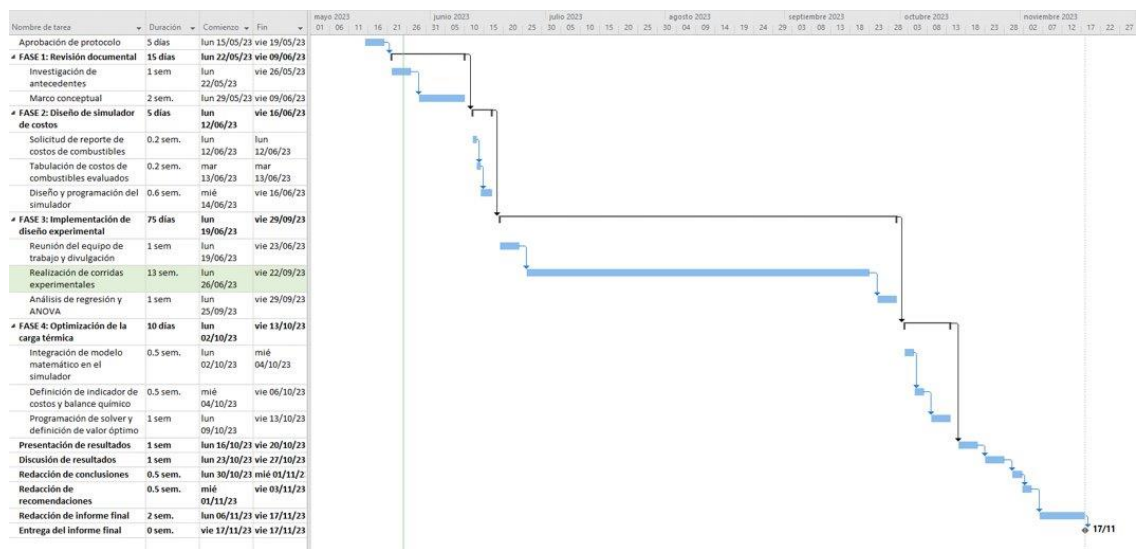 mayo 2023 junio 2023 julio 2023 agosto 2023 septiembre 2023 octubre 2023 noviembre 2023
Nombre de tarea Duración Comienzo Fin 01 06 11 16 21 26 31 05 10 15 20 25 30 05 10 15 20 25 30 04 09 14 19 24 29 03 08 13 18 23 28 03 08 13 18 23 28 02 07 12 17 22 27
Aprobación de protocolo 5 días lun 15/05/23 vie 19/05/23
FASE 1: Revisión documental 15 días lun 22/05/23 vie 09/06/23
Investigación de 1 sem lun vie 26/05/23
antecedentes 22/05/23
Marco conceptual 2 sem. lun 29/05/23 vie 09/06/23
FASE 2: Diseño de simulador 5 días lun vie 16/06/23
de costos 12/06/23
Solicitud de reporte de 0.2 sem. lun lun
costos de combustibles 12/06/23 12/06/23
Tabulación de costos de 0.2 sem. mar mar
combustibles evaluados 13/06/23 13/06/23
Diseño y programación del 0.6 sem. mié vie 16/06/23
simulador 14/06/23
FASE 3: Implementación de 75 días lun vie 29/09/23
diseño experimental 19/06/23
Reunión del equipo de 1 sem lun vie 23/06/23
trabajo y divulgación 19/06/23
Realización de corridas 13 sem. lun vie 22/09/23
experimentales 26/06/23
Análisis de regresión y 1 sem lun vie 29/09/23
ANOVA 25/09/23
FASE 4: Optimización de la 10 días lun vie 13/10/23
carga térmica 02/10/23
Integración de modelo 0.5 sem. lun mié
matemático en el 02/10/23 04/10/23
simulador
Definición de indicador de 0.5 sem. mié vie 06/10/23
costos y balance químico 04/10/23
Programación de solver y 1 sem lun vie 13/10/23
definición de valor óptimo 09/10/23
Presentación de resultados 1 sem lun 16/10/23 vie 20/10/23
Discusión de resultados 1 sem lun 23/10/23 vie 27/10/23
Redacción de conclusiones 0.5 sem. lun 30/10/23 mié 01/11/2
Redacción de 0.5 sem. mié vie 03/11/23
recomendaciones 01/11/23
Redacción de informe final 2 sem. lun 06/11/23 vie 17/11/23
Entrega del informe final 0 sem. vie 17/11/23 vie 17/11/23 17/11